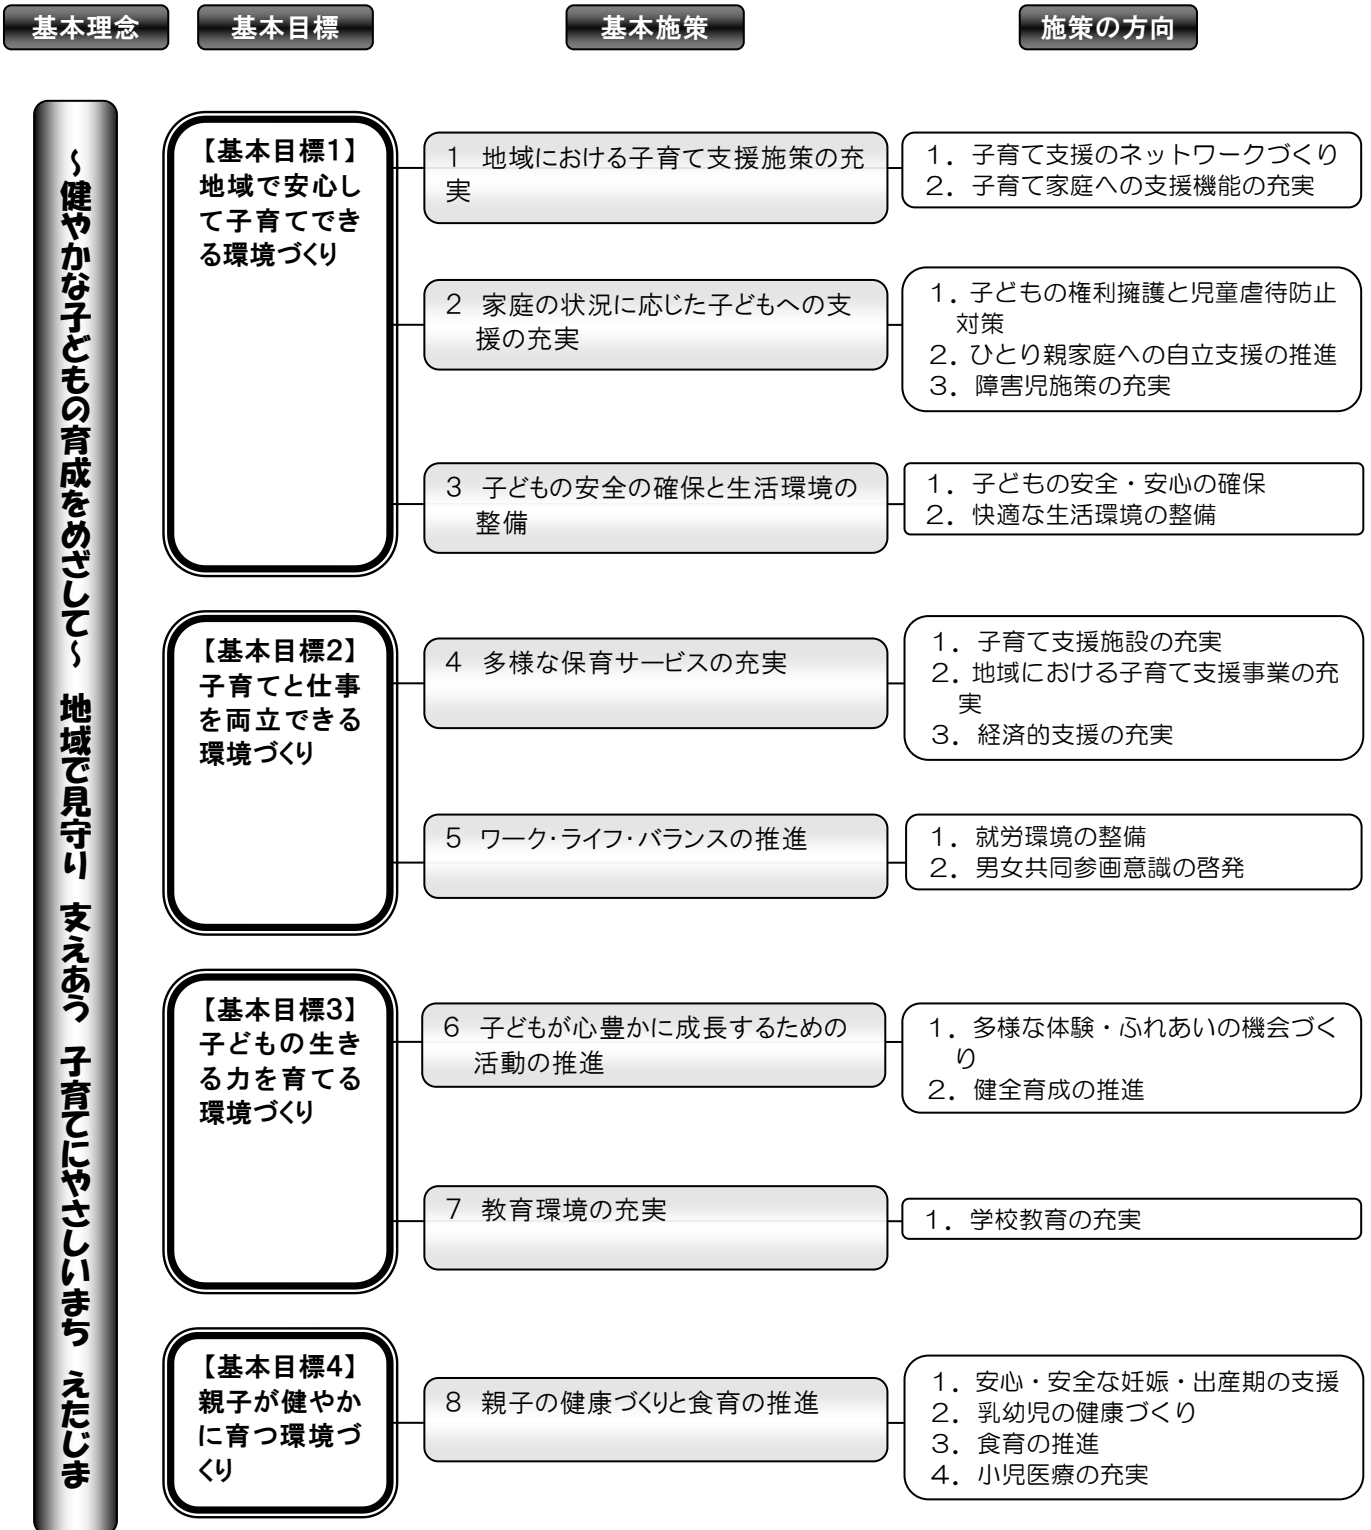 基本理念
基本目標
基本施策
施策の方向
～健やかな子どもの育成をめざして～ 地域で見守り 支えあう 子育てにやさしいまち えたじま
【基本目標1】
地域で安心し
て子育てでき
る環境づくり
1 地域における子育て支援施策の充
実
1．子育て支援のネットワークづくり
2．子育て家庭への支援機能の充実
2 家庭の状況に応じた子どもへの支
援の充実
1．子どもの権利擁護と児童虐待防止
対策
2．ひとり親家庭への自立支援の推進
3．障害児施策の充実
3 子どもの安全の確保と生活環境の
整備
1．子どもの安全・安心の確保
2．快適な生活環境の整備
【基本目標2】
子育てと仕事
を両立できる
環境づくり
4 多様な保育サービスの充実
1．子育て支援施設の充実
2．地域における子育て支援事業の充
実
3．経済的支援の充実
5 ワーク・ライフ・バランスの推進
1．就労環境の整備
2．男女共同参画意識の啓発
【基本目標3】
子どもの生き
る力を育てる
環境づくり
6 子どもが心豊かに成長するための
活動の推進
1．多様な体験・ふれあいの機会づく
り
2．健全育成の推進
7 教育環境の充実
1．学校教育の充実
【基本目標4】
親子が健やか
に育つ環境づ
くり
8 親子の健康づくりと食育の推進
1．安心・安全な妊娠・出産期の支援
2．乳幼児の健康づくり
3．食育の推進
4．小児医療の充実